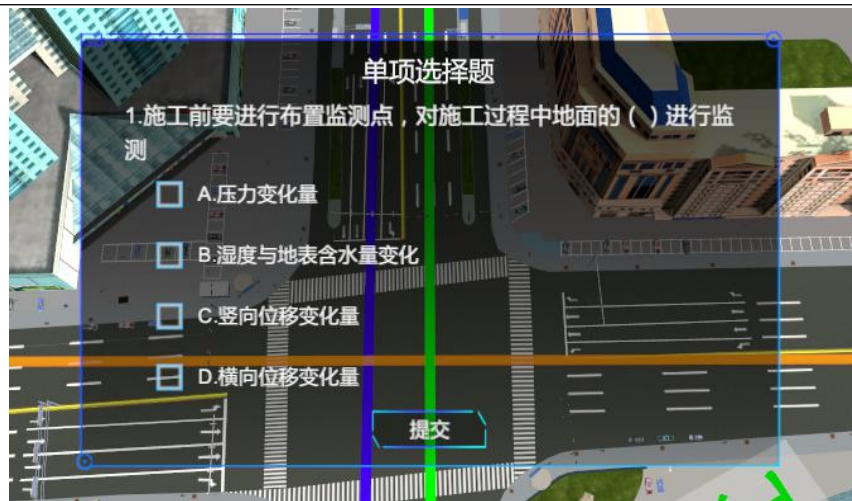 单项选择题
1.施工前要进行布置监测点，对施工过程中地面的（ ）进行监
测
A.压力变化量
B.湿度与地表含水量变化
C.竖向位移变化量
D.横向位移变化量
提交